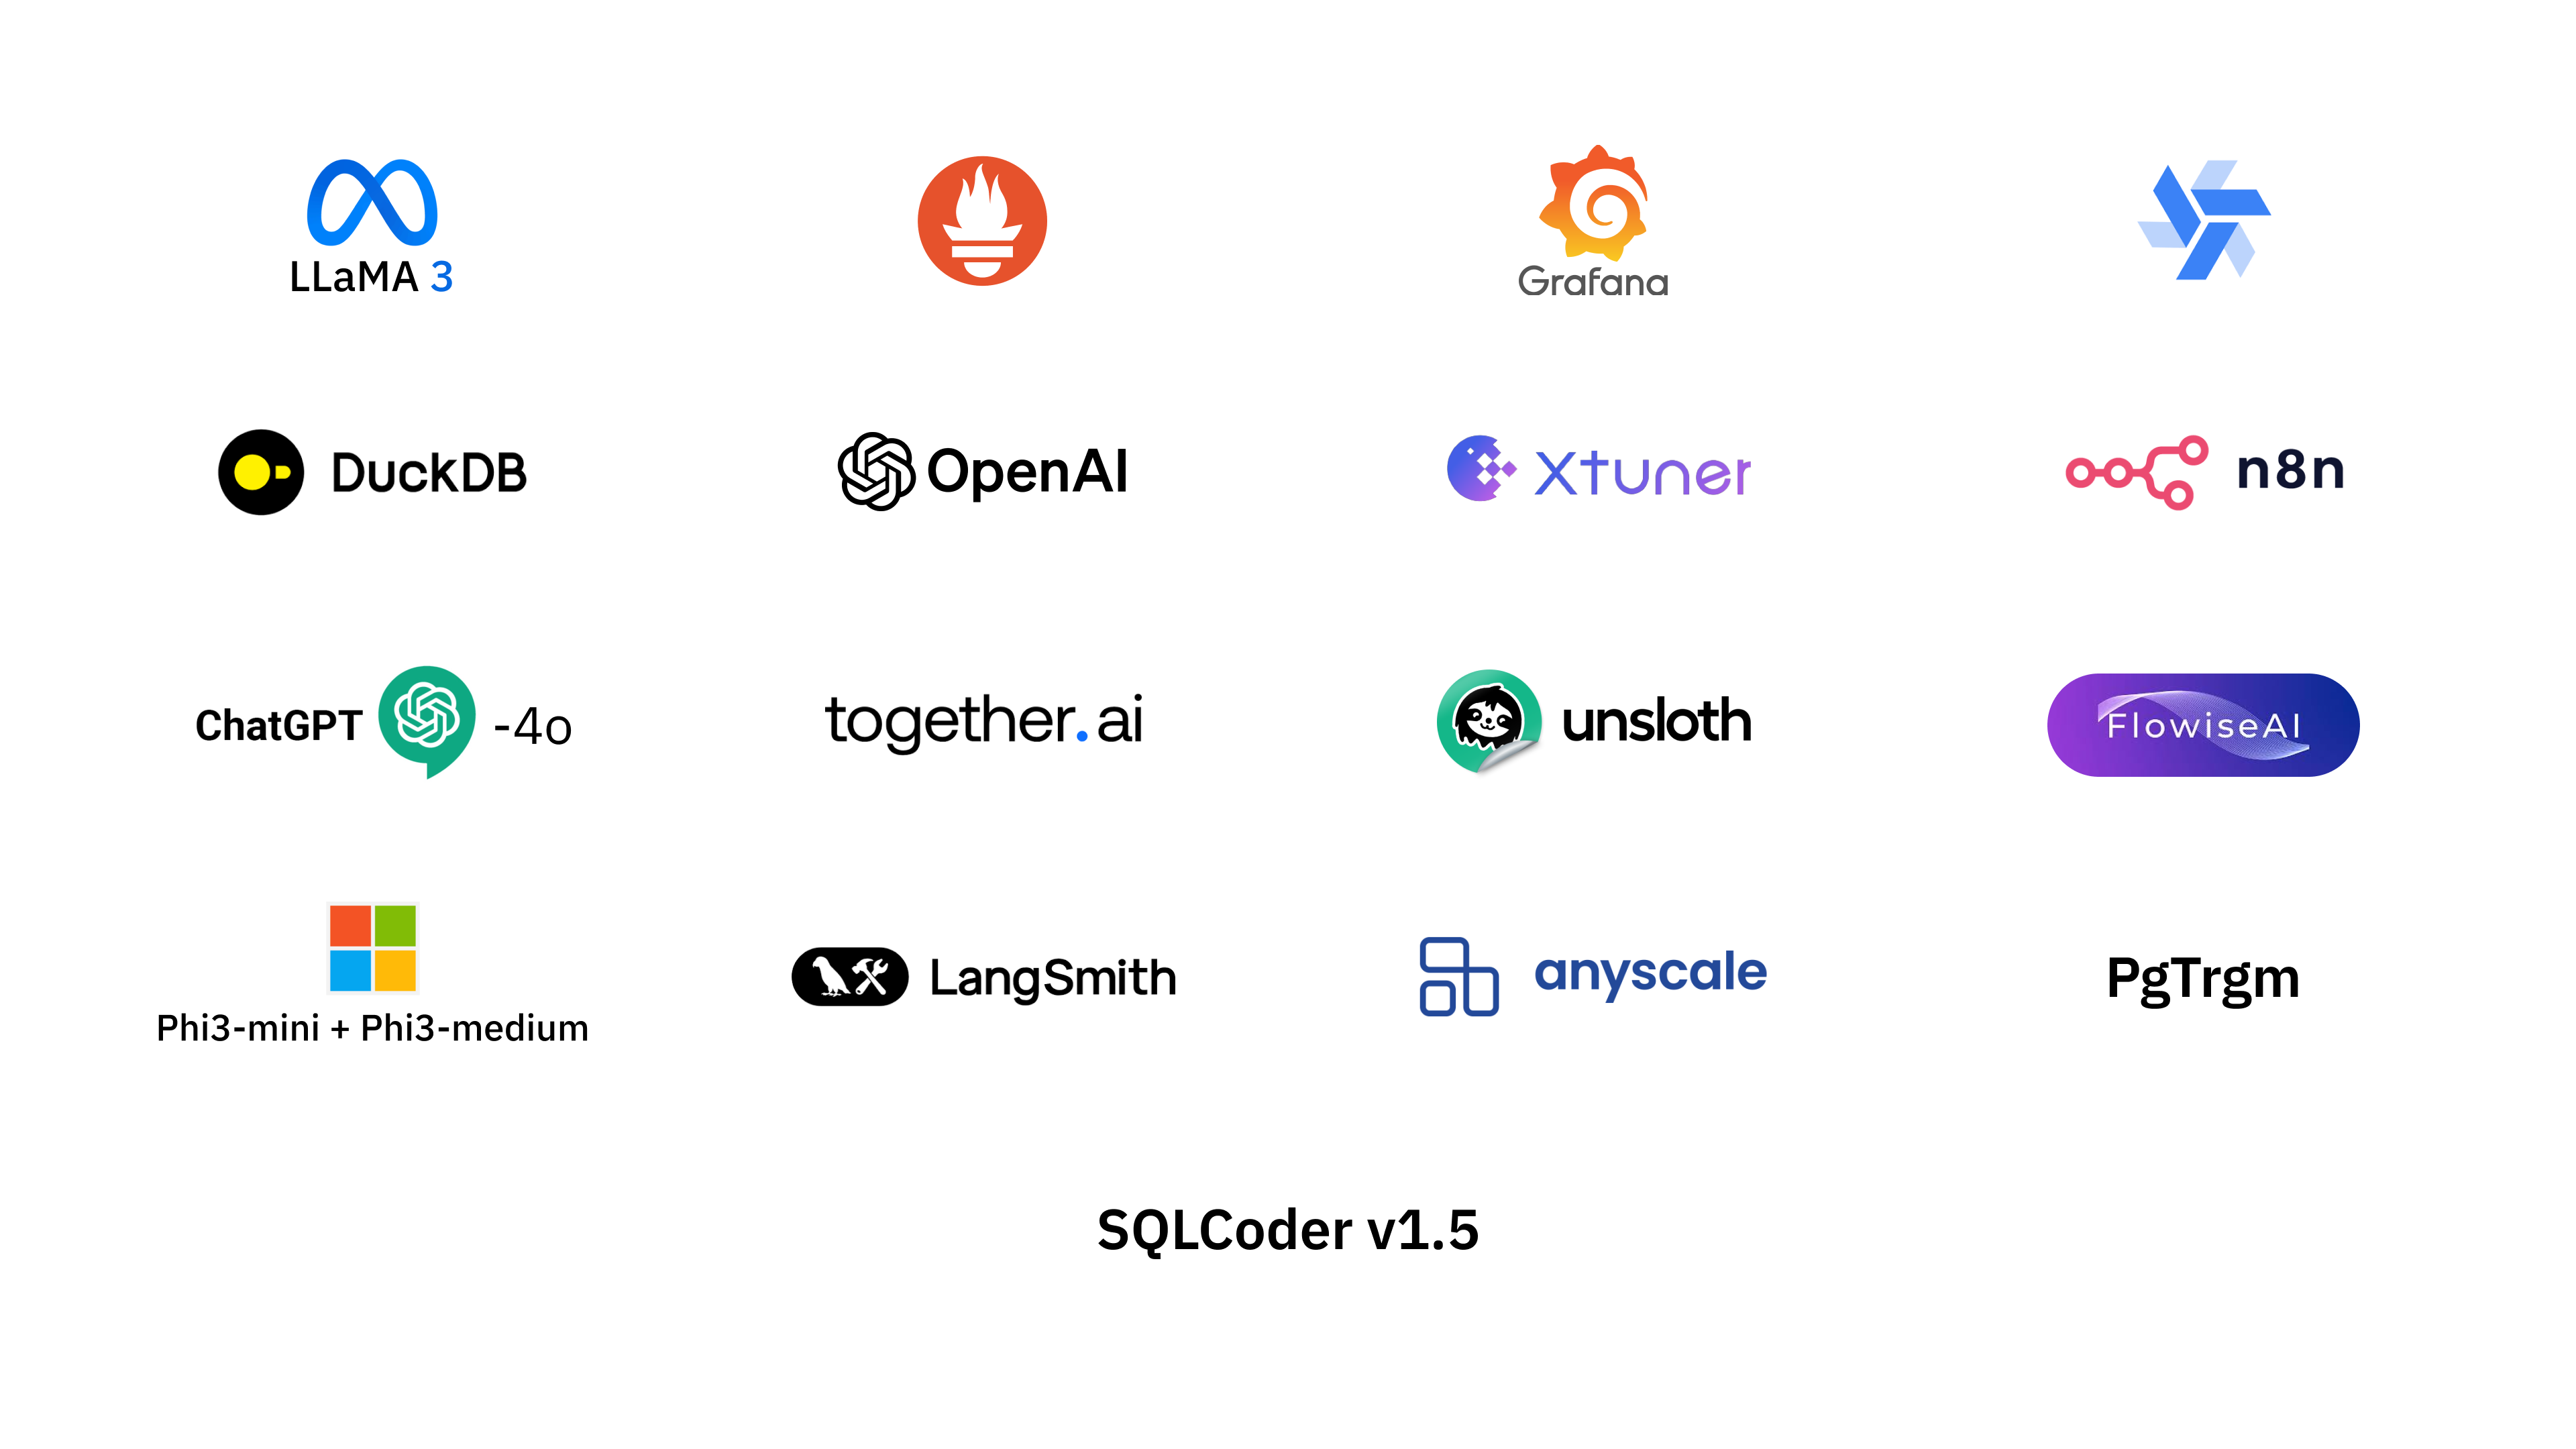 LLaMA 3
Grafana
DuckDB
OpenAI
xtuner
n8n
ChatGPT -4o
together.ai
unsloth
FlowiseAI
Phi3-mini + Phi3-medium
LangSmith
anyscale
PgTrgm
SQLCoder v1.5